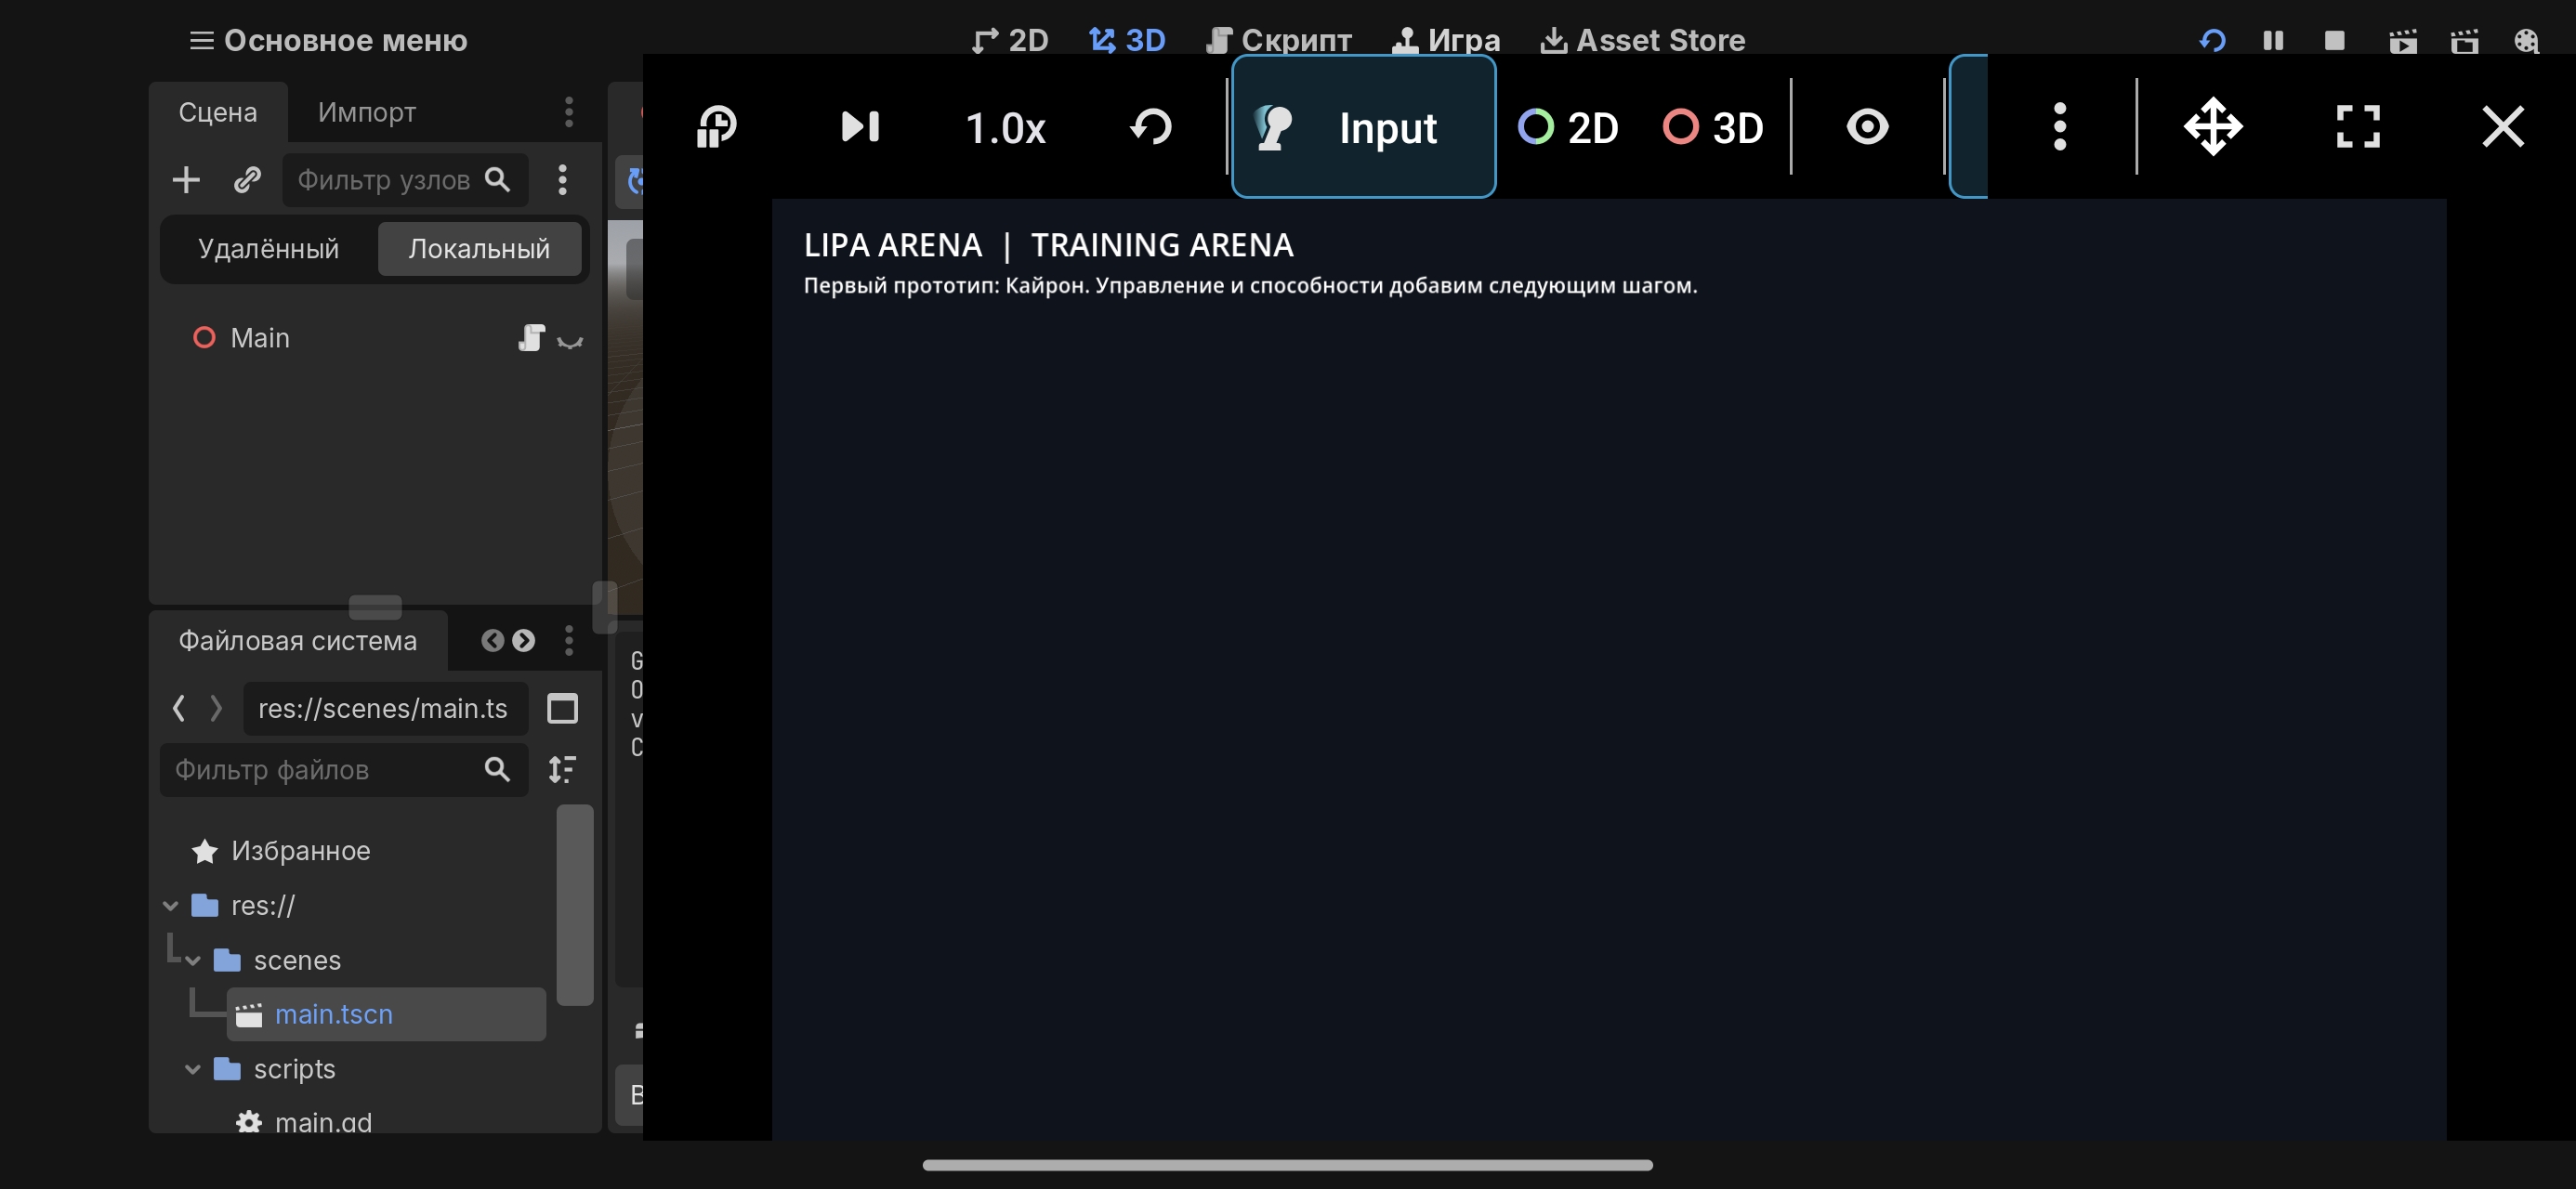 Основное меню
2D
3D
Скрипт
Игра
Asset Store
Сцена
Импорт
Фильтр узлов
Удалённый
Локальный
Main
1.0x
Input
2D
3D
LIPA ARENA | TRAINING ARENA
Первый прототип: Кайрон. Управление и способности добавим следующим шагом.
Файловая система
res://scenes/main.ts
Фильтр файлов
Избранное
res://
scenes
main.tscn
scripts
main.gd
G
O
v
C